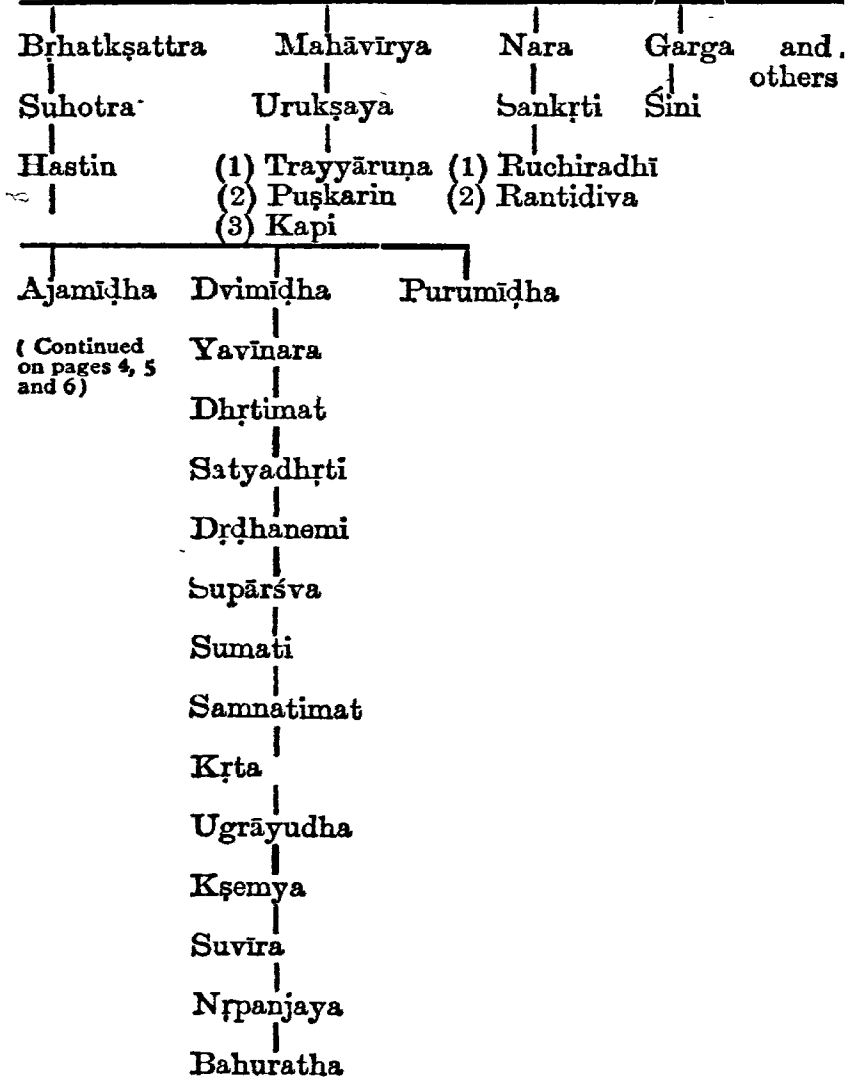 Bṛhatkṣattra Mahāvīrya Nara Garga and.
others
Suhotra Urukṣaya Sankṛti Śini
Hastin (1) Trayyāruṇa (1) Ruchiradhī
(2) Puṣkarin (2) Rantidiva
(3) Kapi
Ajamīḍha Dvimīḍha Purumīḍha
( Continued
on pages 4, 5
and 6)
Yavīnara
Dhṛtimat
Satyadhṛti
Dṛḍhanemi
Supārśva
Sumati
Samnatimat
Kṛta
Ugrāyudha
Kṣemya
Suvīra
Nṛpanjaya
Bahuratha